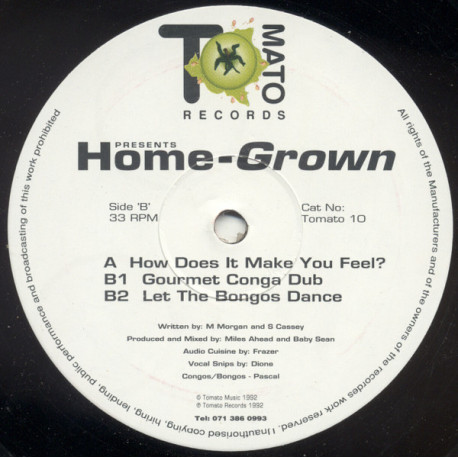 TOMATO
RECORDS
PRESENTS
Home-Grown
Side 'B'
33 RPM
Cat No:
Tomato 10
A How Does It Make You Feel?
B1 Gourmet Conga Dub
B2 Let The Bongos Dance
Written by: M Morgan and S Cassey
Produced and Mixed by: Miles Ahead and Baby Sean
Audio Cuisine by: Frazer
Vocal Snips by: Dione
Congos/Bongos - Pascal
© Tomato Music 1992
℗ Tomato Records 1992
Tel: 071 386 0993
All rights of the Manufacturers and of the owners of the recordes work reserved. Unauthorised copying, hiring, lending, public performance and broadcasting of this work prohibited